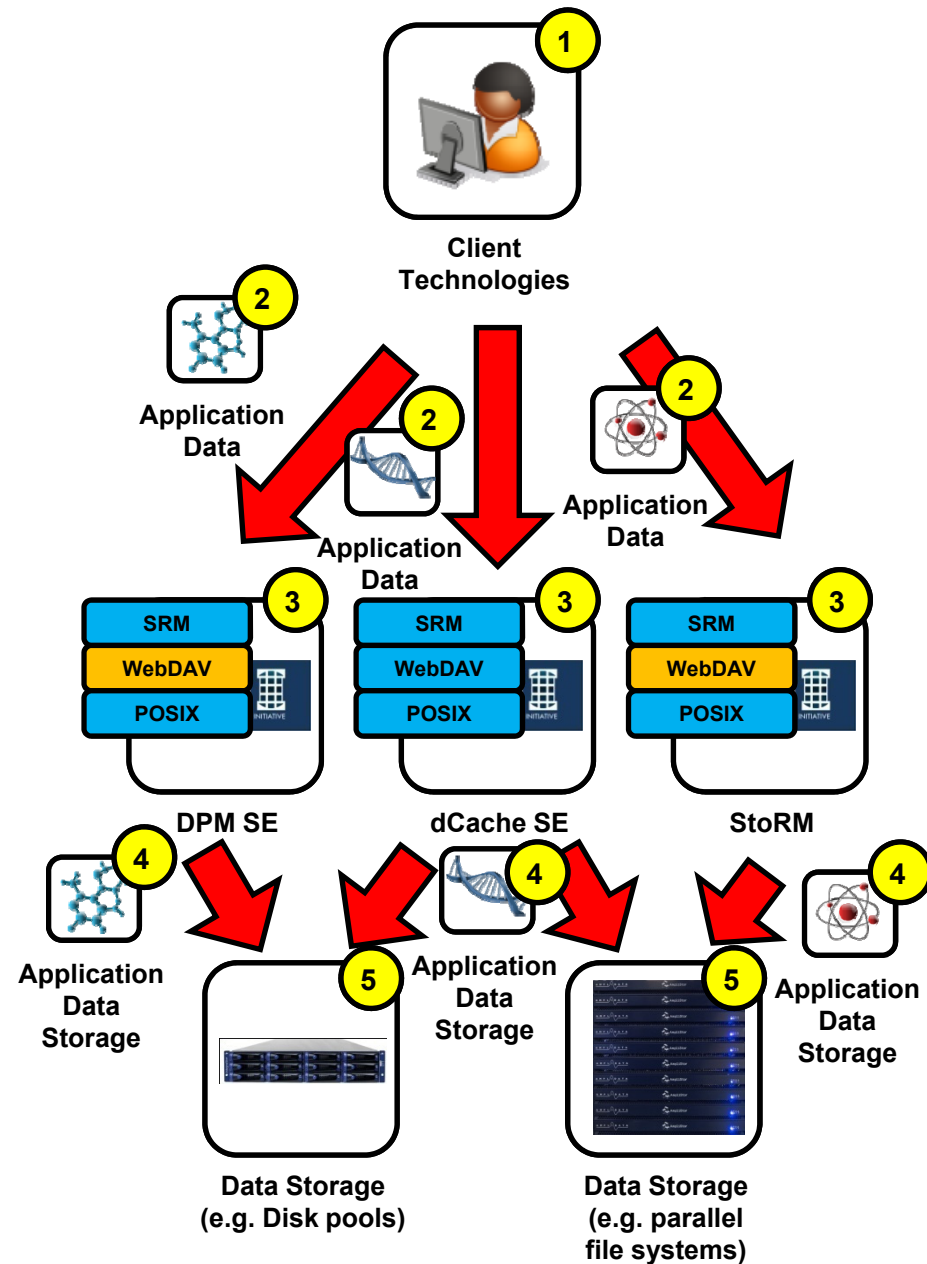 1
Client
Technologies
2
Application
Data
2
Application
Data
2
Application
Data
3
SRM
WebDAV
POSIX
INITIATIVE
DPM SE
3
SRM
WebDAV
POSIX
INITIATIVE
dCache SE
3
SRM
WebDAV
POSIX
INITIATIVE
StoRM
4
Application
Data
Storage
4
Application
Data
Storage
4
Application
Data
Storage
5
Data Storage
(e.g. Disk pools)
5
Data Storage
(e.g. parallel
file systems)